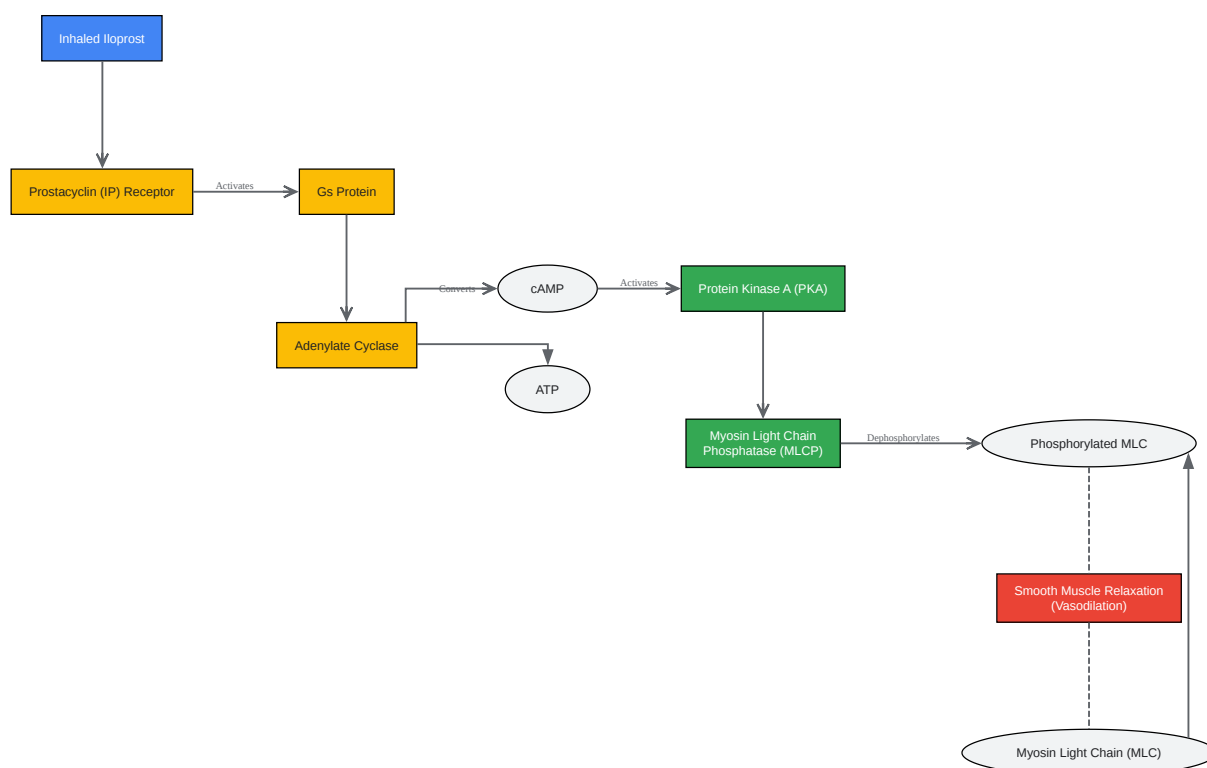 Inhaled Iloprost
Prostacyclin (IP) Receptor
Activates
Gs Protein
Converts
cAMP
Activates
Protein Kinase A (PKA)
Adenylate Cyclase
ATP
Myosin Light Chain
Phosphatase (MLCP)
Dephosphorylates
Phosphorylated MLC
Smooth Muscle Relaxation
(Vasodilation)
Myosin Light Chain (MLC)